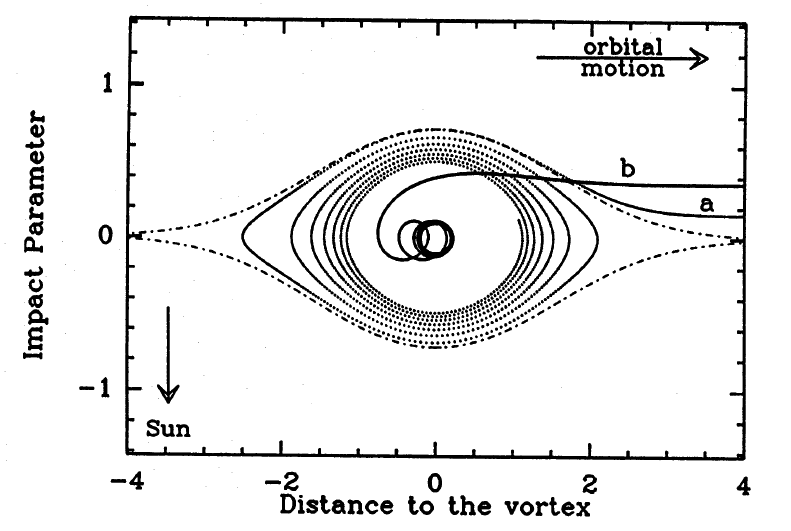 orbital
motion
1
b
a
Impact Parameter
0
-1
Sun
-4
-2
0
2
4
Distance to the vortex